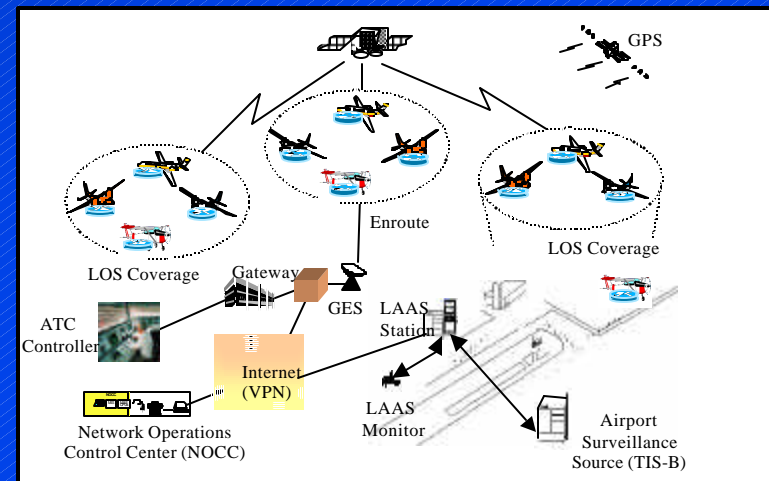 GPS
Enroute
LOS Coverage
LOS Coverage
Gateway
GES
LAAS
Station
ATC
Controller
Internet
(VPN)
LAAS
Monitor
NOCC
Network Operations
Control Center (NOCC)
Airport
Surveillance
Source (TIS-B)